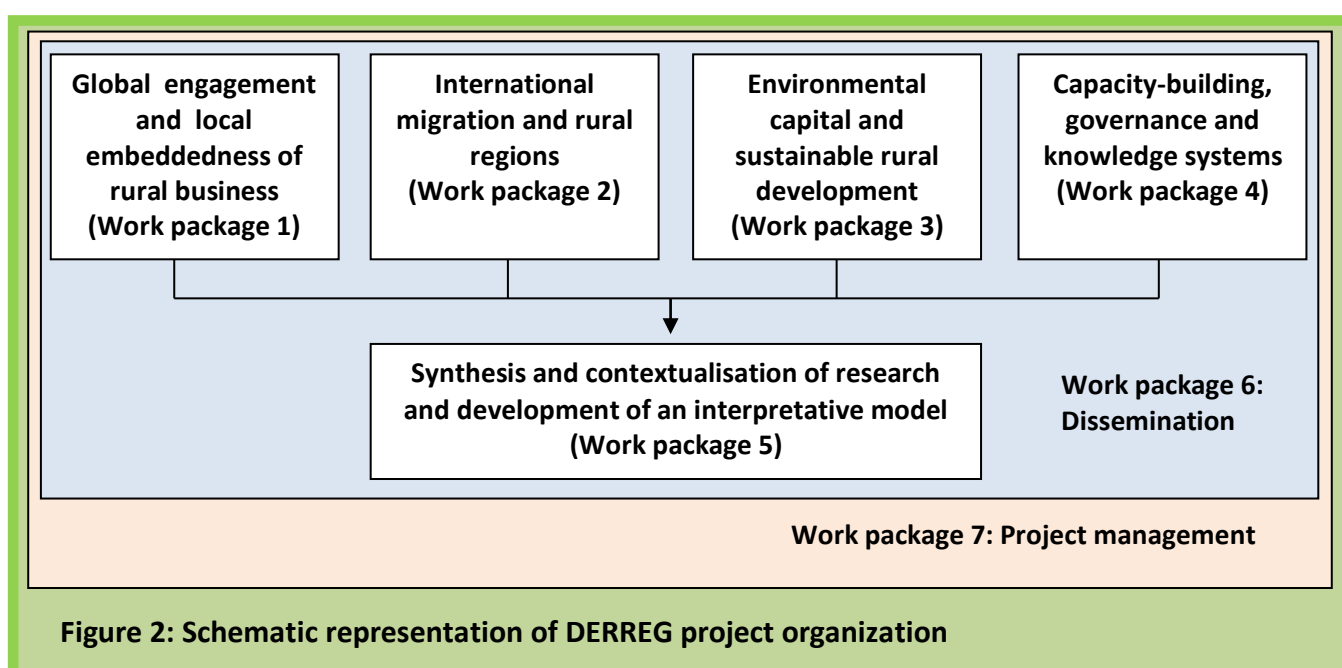 Global engagement
and local
embeddedness of
rural business
(Work package 1)
International
migration and rural
regions
(Work package 2)
Environmental
capital and
sustainable rural
development
(Work package 3)
Capacity-building,
governance and
knowledge systems
(Work package 4)
Synthesis and contextualisation of research
and development of an interpretative model
(Work package 5)
Work package 6:
Dissemination
Work package 7: Project management
Figure 2: Schematic representation of DERREG project organization